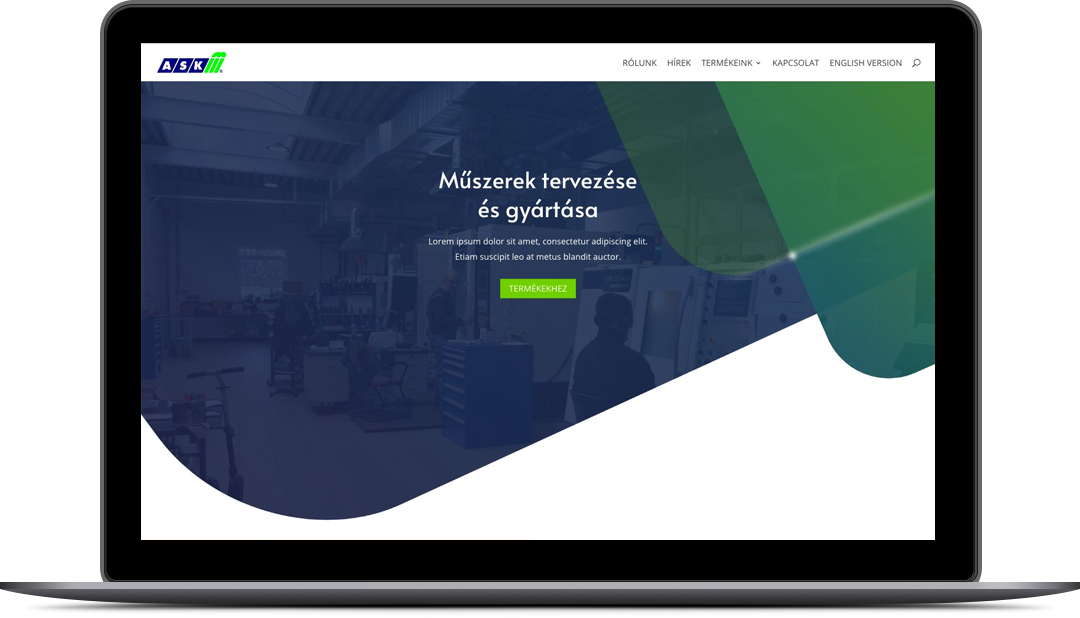 ASK
RÓLUNK HÍREK TERMÉKEINK KAPCSOLAT ENGLISH VERSION
Műszerek tervezése
és gyártása
Lorem ipsum dolor sit amet, consectetur adipiscing elit.
Etiam suscipit leo at metus blandit auctor.
TERMÉKEKHEZ